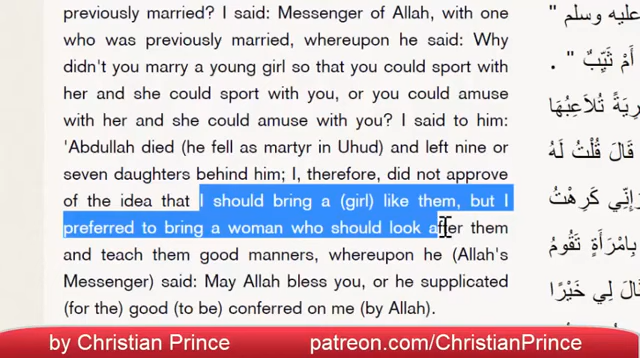 previously married? I said: Messenger of Allah, with one
who was previously married, whereupon he said: Why
didn't you marry a young girl so that you could sport with
her and she could sport with you, or you could amuse
with her and she could amuse with you? I said to him:
'Abdullah died (he fell as martyr in Uhud) and left nine or
seven daughters behind him; I, therefore, did not approve
of the idea that I should bring a (girl) like them, but I
preferred to bring a woman who should look after them
and teach them good manners, whereupon he (Allah's
Messenger) said: May Allah bless you, or he supplicated
(for the) good (to be) conferred on me (by Allah).
عليه وسلم "
أَمْ ثَيِّبٌ " .
رِيَةً تُلاَعِبُهَا
قَالَ قُلْتُ لَهُ
إِنِّي كَرِهْتُ
بِامْرَأَةٍ تَقُومُ
الَ لِي خَيْرًا
by Christian Prince patreon.com/ChristianPrince